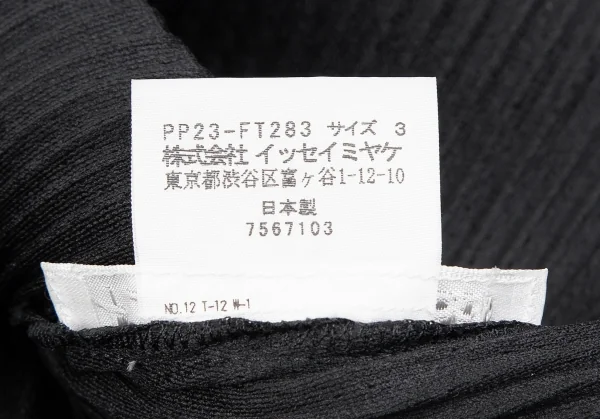 PP23-FT283 サイズ 3
株式会社 イッセイミヤケ
東京都渋谷区富ヶ谷1-12-10
日本製
7567103
NO.12 T-12 W-1